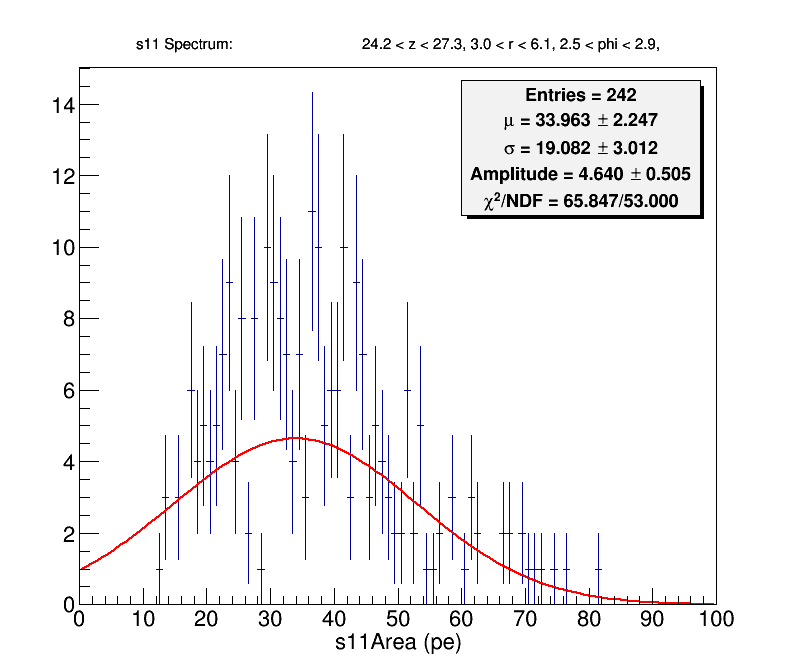 s11 Spectrum: 24.2 < z < 27.3, 3.0 < r < 6.1, 2.5 < phi < 2.9,
Entries = 242
μ = 33.963 ± 2.247
σ = 19.082 ± 3.012
Amplitude = 4.640 ± 0.505
χ²/NDF = 65.847/53.000
14
12
10
8
6
4
2
0
0 10 20 30 40 50 60 70 80 90 100
s11Area (pe)